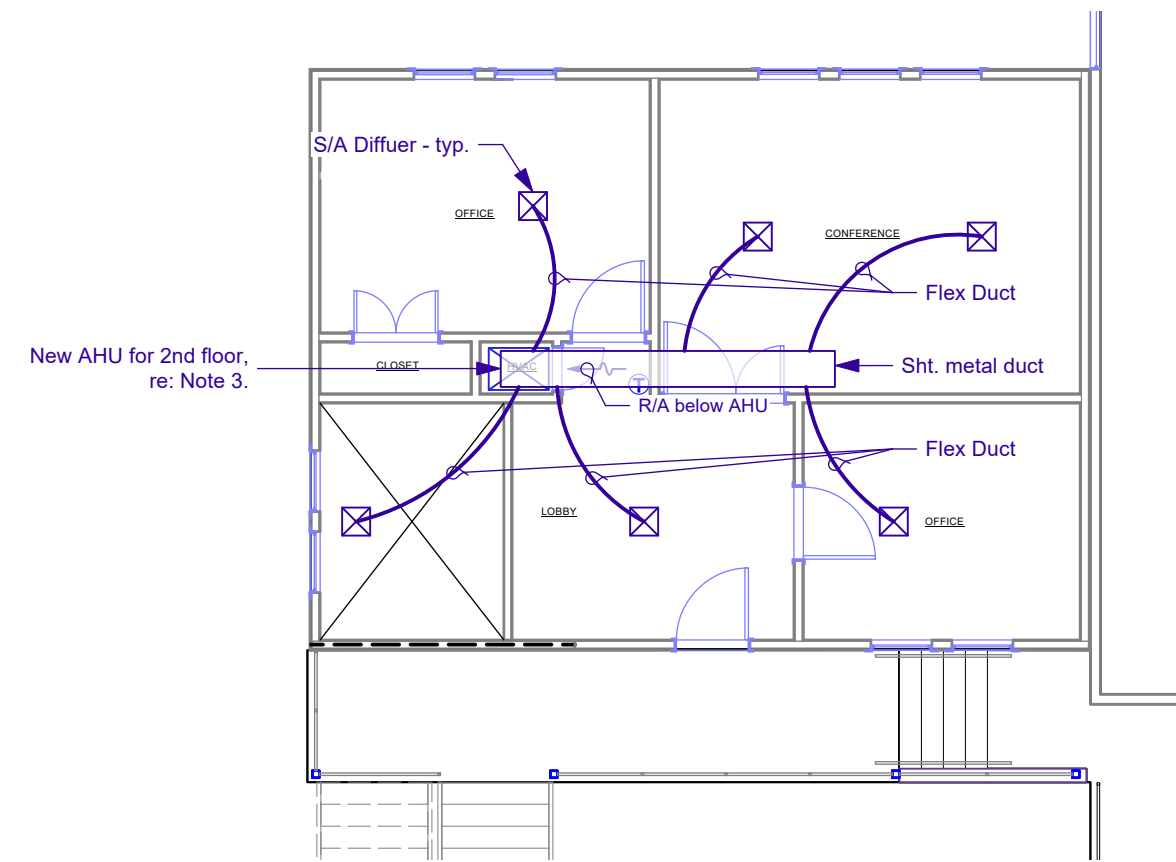 S/A Diffuer - typ.
OFFICE
CONFERENCE
Flex Duct
New AHU for 2nd floor,
re: Note 3.
CLOSET
HVAC
Sht. metal duct
T
R/A below AHU
Flex Duct
LOBBY
OFFICE